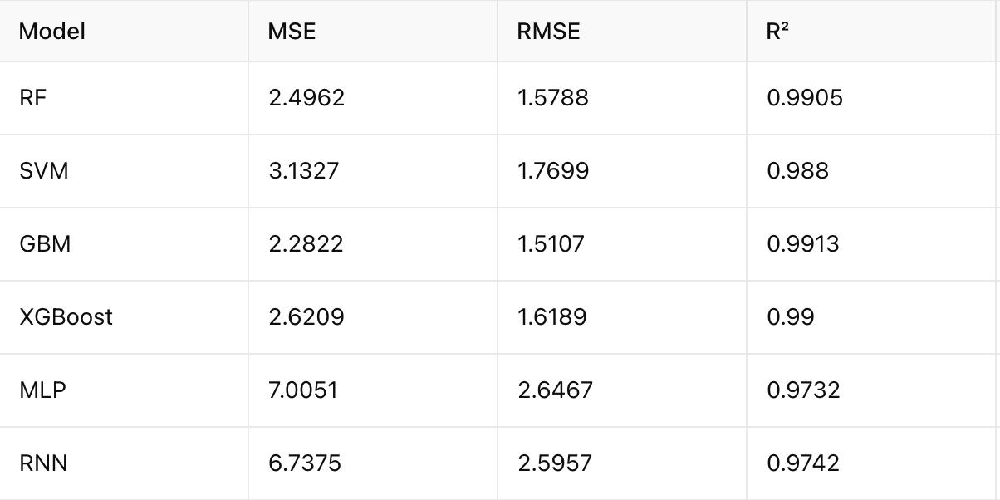 Model MSE RMSE R²
RF 2.4962 1.5788 0.9905
SVM 3.1327 1.7699 0.988
GBM 2.2822 1.5107 0.9913
XGBoost 2.6209 1.6189 0.99
MLP 7.0051 2.6467 0.9732
RNN 6.7375 2.5957 0.9742